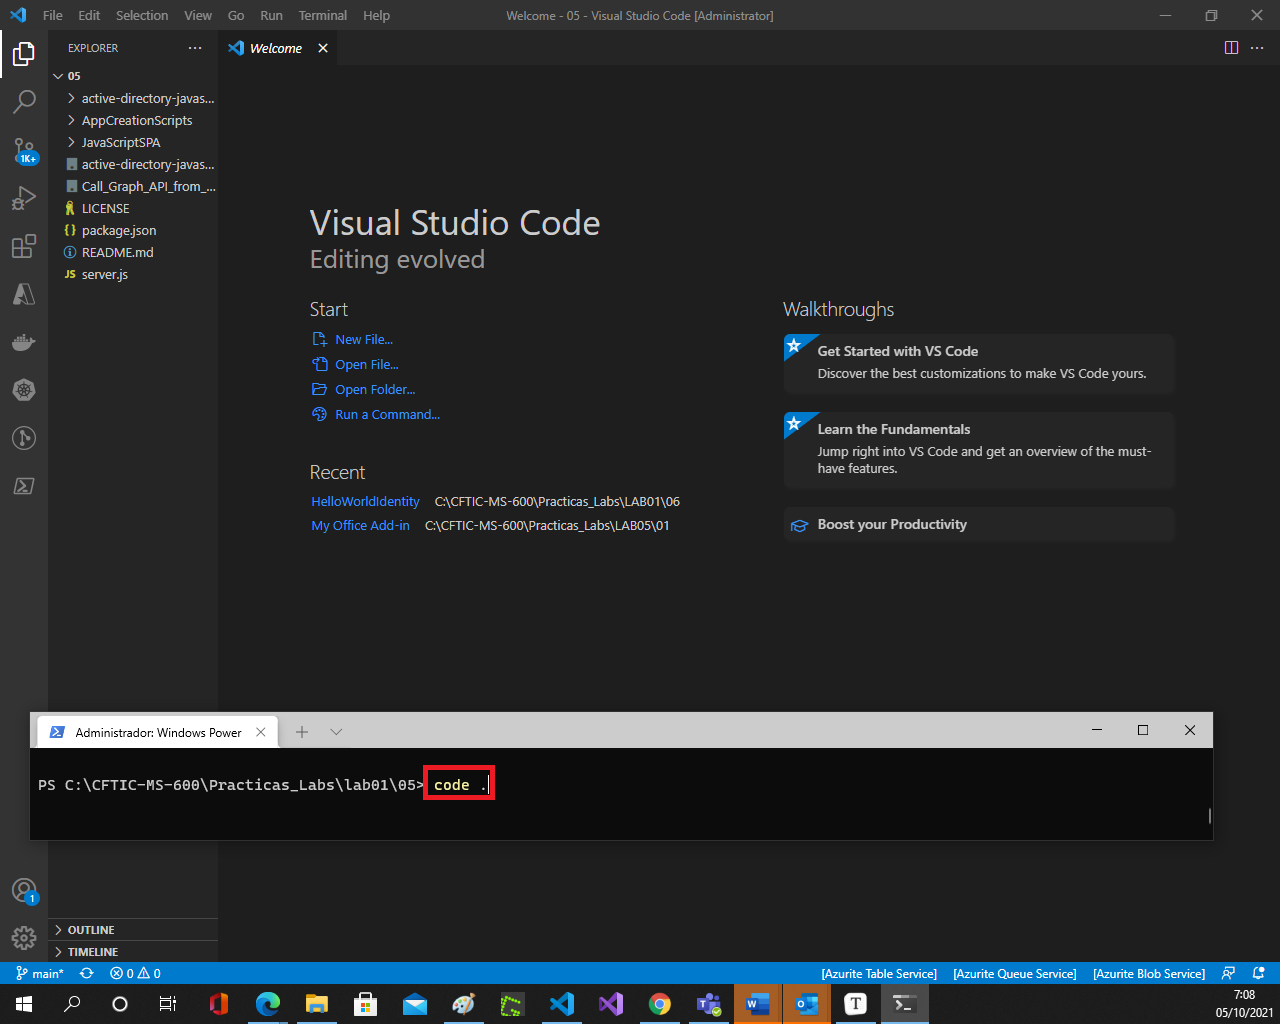 File Edit Selection View Go Run Terminal Help Welcome - 05 - Visual Studio Code [Administrator]
EXPLORER
Welcome
05
active-directory-javas...
AppCreationScripts
JavaScriptSPA
active-directory-javas...
Call_Graph_API_from_...
LICENSE
{} package.json
README.md
JS server.js
1K+
Visual Studio Code
Editing evolved
Start
New File...
Open File...
Open Folder...
Run a Command...
Recent
HelloWorldIdentity C:\CFTIC-MS-600\Practicas_Labs\LAB01\06
My Office Add-in C:\CFTIC-MS-600\Practicas_Labs\LAB05\01
Walkthroughs
Get Started with VS Code
Discover the best customizations to make VS Code yours.
Learn the Fundamentals
Jump right into VS Code and get an overview of the must-
have features.
Boost your Productivity
Administrador: Windows Power
PS C:\CFTIC-MS-600\Practicas_Labs\lab01\05> code .
1
OUTLINE
TIMELINE
main* 0 0 [Azurite Table Service] [Azurite Queue Service] [Azurite Blob Service]
7:08
05/10/2021